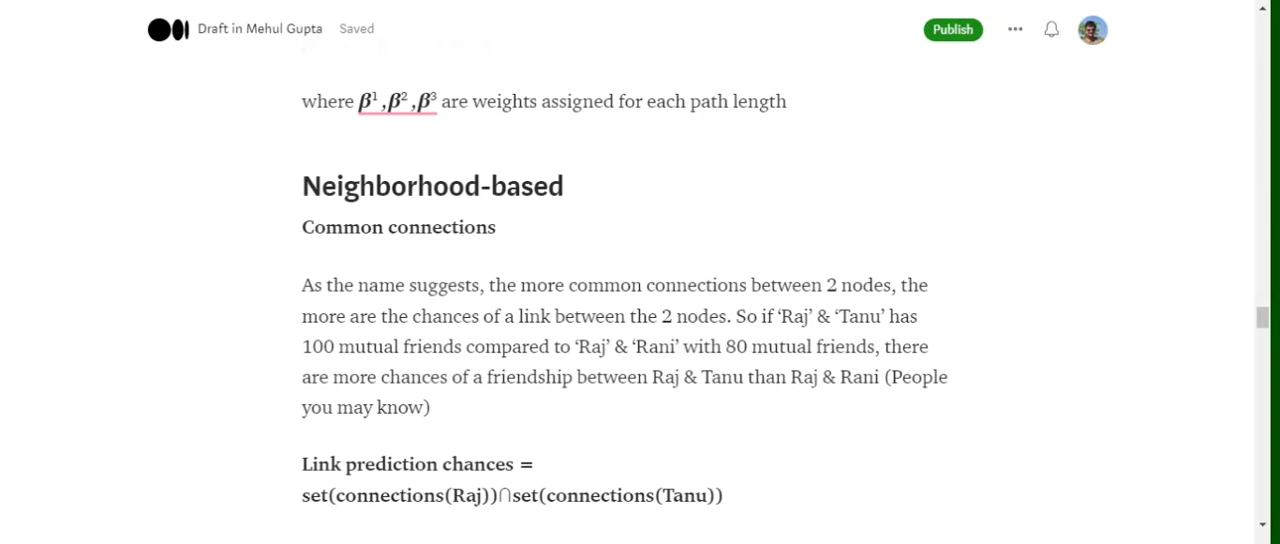 Draft in Mehul Gupta Saved Publish
where β¹ ,β² ,β³ are weights assigned for each path length
Neighborhood-based
Common connections
As the name suggests, the more common connections between 2 nodes, the
more are the chances of a link between the 2 nodes. So if ‘Raj’ & ‘Tanu’ has
100 mutual friends compared to ‘Raj’ & ‘Rani’ with 80 mutual friends, there
are more chances of a friendship between Raj & Tanu than Raj & Rani (People
you may know)
Link prediction chances =
set(connections(Raj))∩set(connections(Tanu))